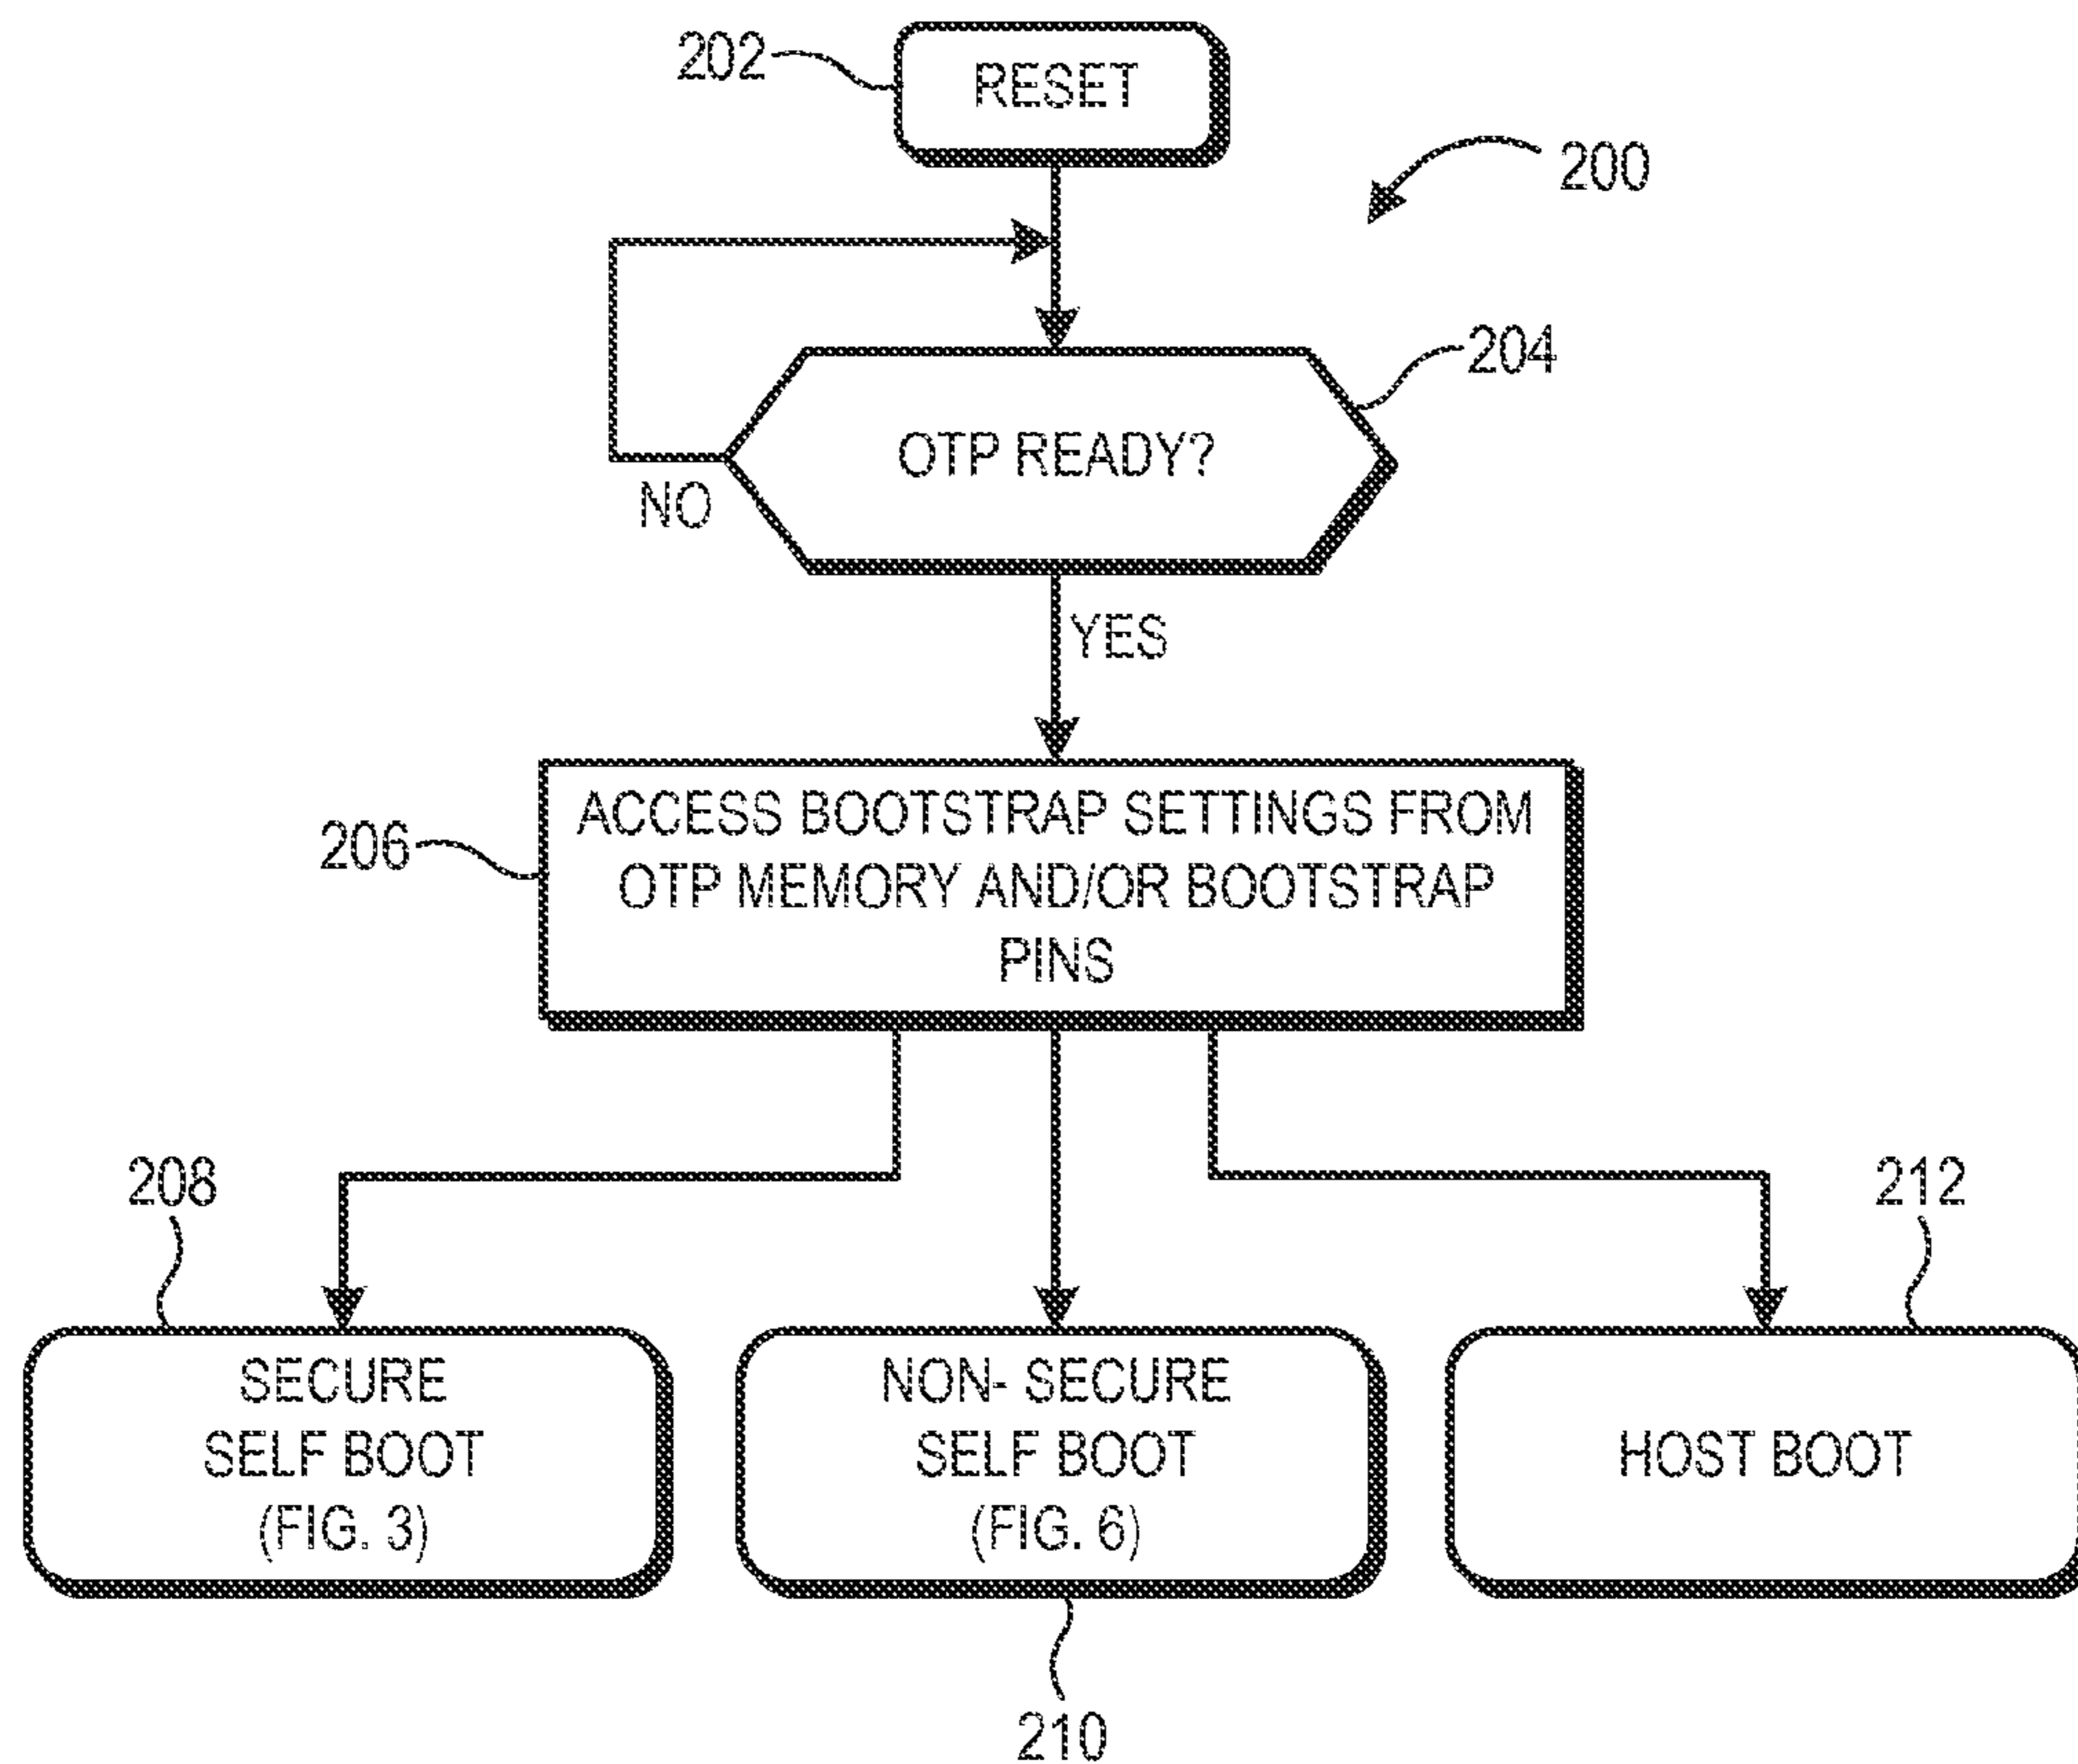 202
RESET
200
204
OTP READY?
NO
YES
206
ACCESS BOOTSTRAP SETTINGS FROM
OTP MEMORY AND/OR BOOTSTRAP
PINS
208
212
SECURE
SELF BOOT
(FIG. 3)
NON- SECURE
SELF BOOT
(FIG. 6)
HOST BOOT
210